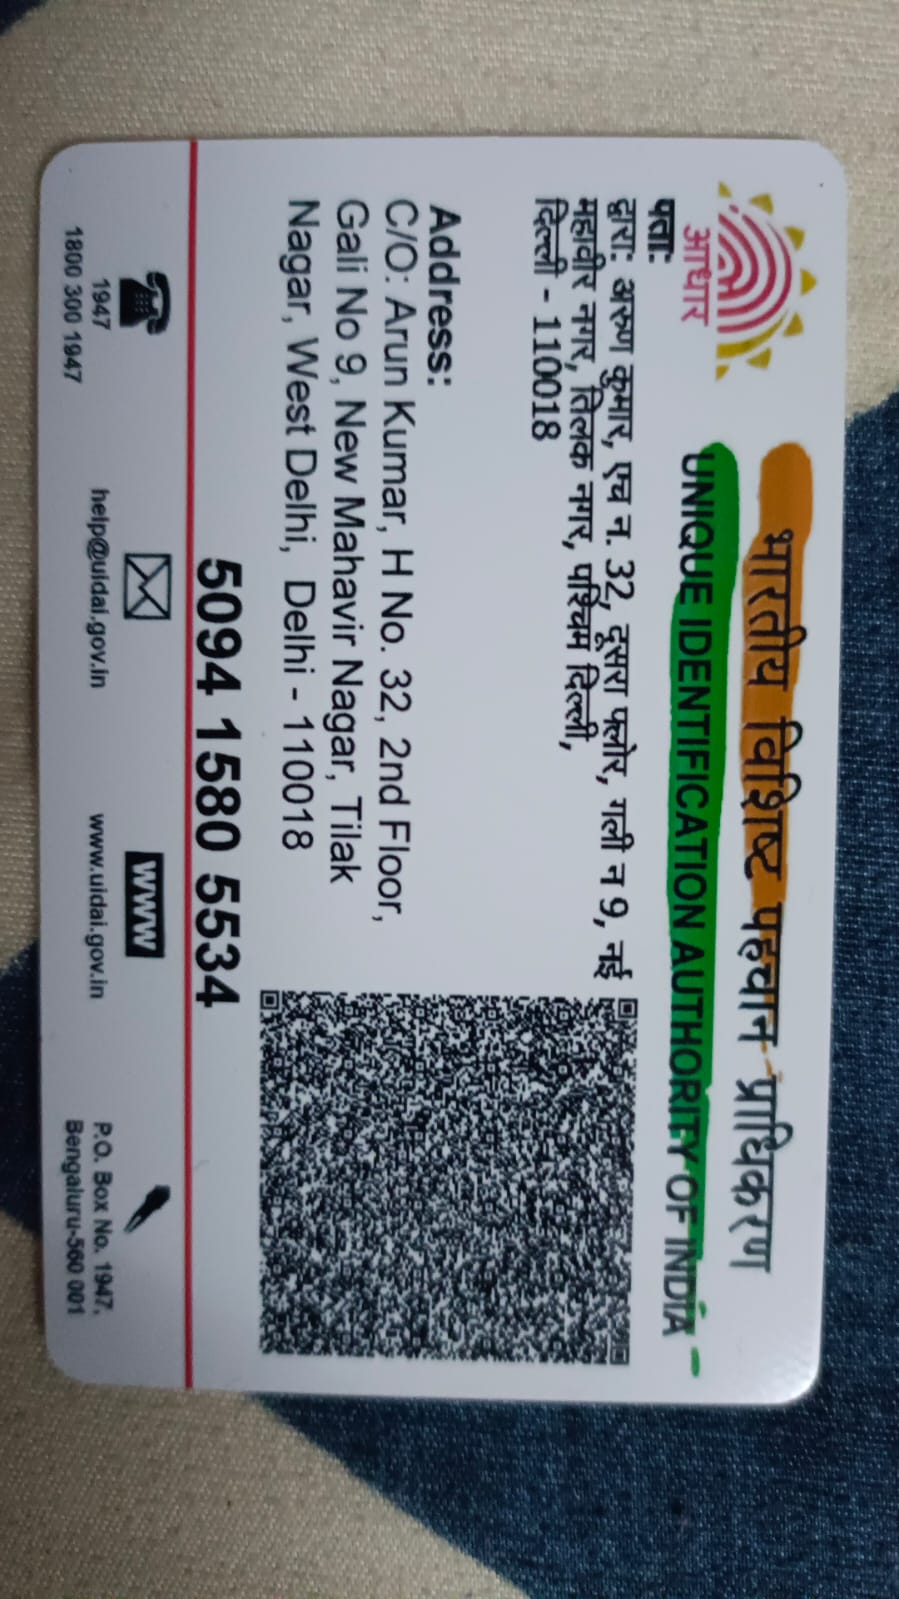 आधार
भारतीय विशिष्ट पहचान प्राधिकरण
UNIQUE IDENTIFICATION AUTHORITY OF INDIA
पता:
द्वारा: अरुण कुमार, एच न. 32, दूसरा फ्लोर, गली न 9, नई
महावीर नगर, तिलक नगर, पश्चिम दिल्ली,
दिल्ली - 110018
Address:
C/O: Arun Kumar, H No. 32, 2nd Floor,
Gali No 9, New Mahavir Nagar, Tilak
Nagar, West Delhi, Delhi - 110018
5094 1580 5534
1947
1800 300 1947
help@uidai.gov.in
www
www.uidai.gov.in
P.O. Box No. 1947,
Bengaluru-560 001